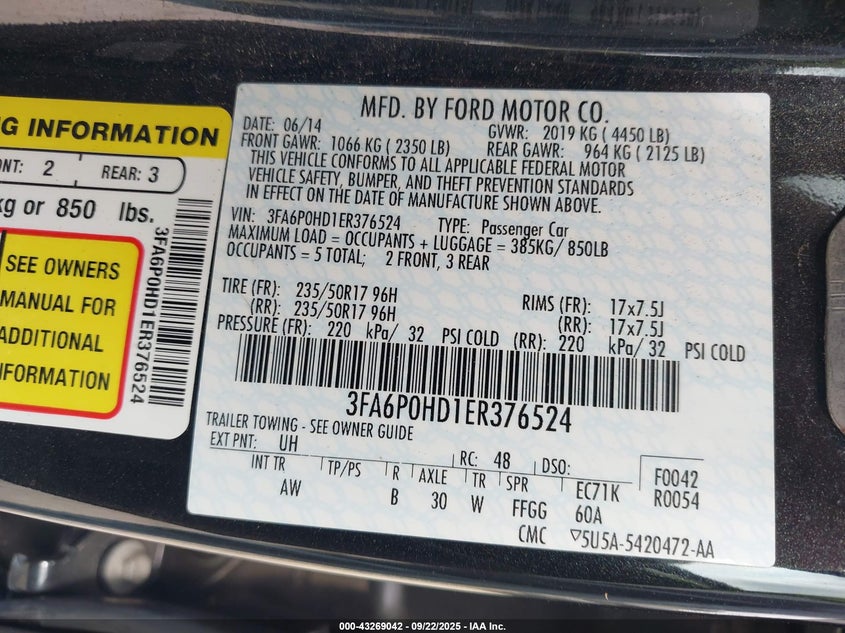 NG INFORMATION
NT: 2 REAR: 3
kg or 850 lbs.
SEE OWNERS
MANUAL FOR
ADDITIONAL
INFORMATION
3FA6P0HD1ER376524
MFD. BY FORD MOTOR CO.
DATE: 06/14 GVWR: 2019 KG ( 4450 LB)
FRONT GAWR: 1066 KG ( 2350 LB) REAR GAWR: 964 KG ( 2125 LB)
THIS VEHICLE CONFORMS TO ALL APPLICABLE FEDERAL MOTOR
VEHICLE SAFETY, BUMPER, AND THEFT PREVENTION STANDARDS
IN EFFECT ON THE DATE OF MANUFACTURE SHOWN ABOVE.
VIN: 3FA6P0HD1ER376524 TYPE: Passenger Car
MAXIMUM LOAD = OCCUPANTS + LUGGAGE = 385KG/ 850LB
OCCUPANTS = 5 TOTAL; 2 FRONT, 3 REAR
TIRE (FR): 235/50R17 96H RIMS (FR): 17x7.5J
(RR): 235/50R17 96H (RR): 17x7.5J
PRESSURE (FR): 220 kPa/ 32 PSI COLD (RR): 220 kPa/ 32 PSI COLD
3FA6P0HD1ER376524
TRAILER TOWING - SEE OWNER GUIDE
EXT PNT: UH RC: 48 DSO: F0042
INT TR TP/PS R AXLE TR SPR EC71K R0054
AW B 30 W FFGG 60A
CMC ▽5U5A-5420472-AA
000-43269042 - 09/22/2025 - IAA Inc.